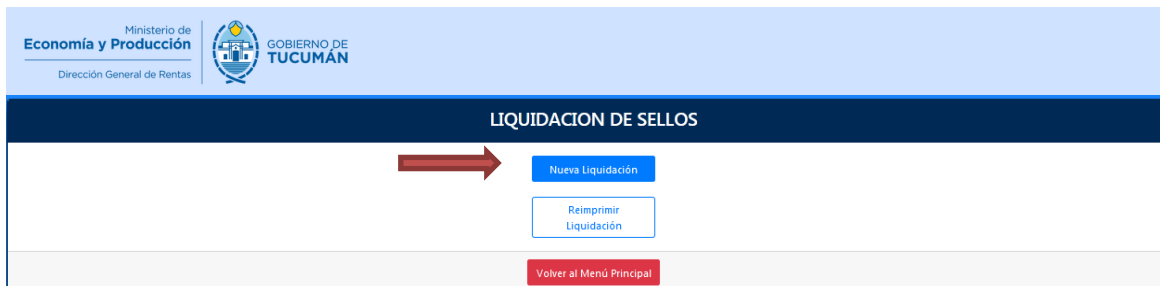 Ministerio de
Economía y Producción
Dirección General de Rentas
GOBIERNO DE
TUCUMÁN
LIQUIDACION DE SELLOS
Nueva Liquidación
Reimprimir
Liquidación
Volver al Menú Principal